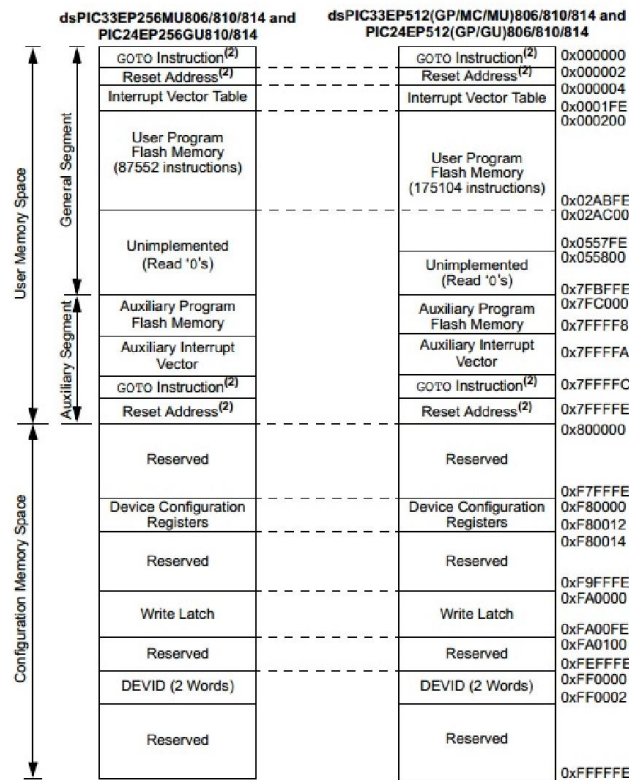 dsPIC33EP256MU806/810/814 and
PIC24EP256GU810/814
dsPIC33EP512(GP/MC/MU)806/810/814 and
PIC24EP512(GP/GU)806/810/814
User Memory Space
General Segment
Auxiliary Segment
Configuration Memory Space
GOTO Instruction(2)
Reset Address(2)
Interrupt Vector Table
User Program
Flash Memory
(87552 instructions)
Unimplemented
(Read '0's)
Auxiliary Program
Flash Memory
Auxiliary Interrupt
Vector
GOTO Instruction(2)
Reset Address(2)
Reserved
Device Configuration
Registers
Reserved
Write Latch
Reserved
DEVID (2 Words)
Reserved
GOTO Instruction(2)
Reset Address(2)
Interrupt Vector Table
User Program
Flash Memory
(175104 instructions)
Unimplemented
(Read '0's)
Auxiliary Program
Flash Memory
Auxiliary Interrupt
Vector
GOTO Instruction(2)
Reset Address(2)
Reserved
Device Configuration
Registers
Reserved
Write Latch
Reserved
DEVID (2 Words)
Reserved
0x000000
0x000002
0x000004
0x0001FE
0x000200
0x02ABFE
0x02AC00
0x0557FE
0x055800
0x7FBFFE
0x7FC000
0x7FFFF8
0x7FFFFA
0x7FFFFC
0x7FFFFE
0x800000
0xF7FFFE
0xF80000
0xF80012
0xF80014
0xF9FFFE
0xFA0000
0xFA00FE
0xFA0100
0xFEFFFE
0xFF0000
0xFF0002
0xFFFFFE